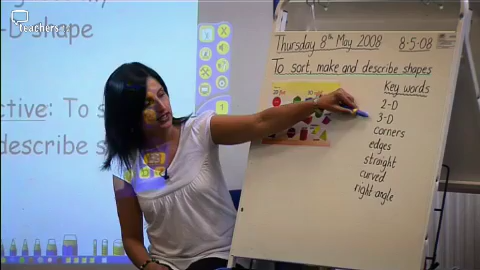 Teachers
-D shape
ctive: To s
describe s
Thursday 8th May 2008 8·5·08
To sort, make and describe shapes
Key words
2-D
3-D
corners
edges
straight
curved
right angle